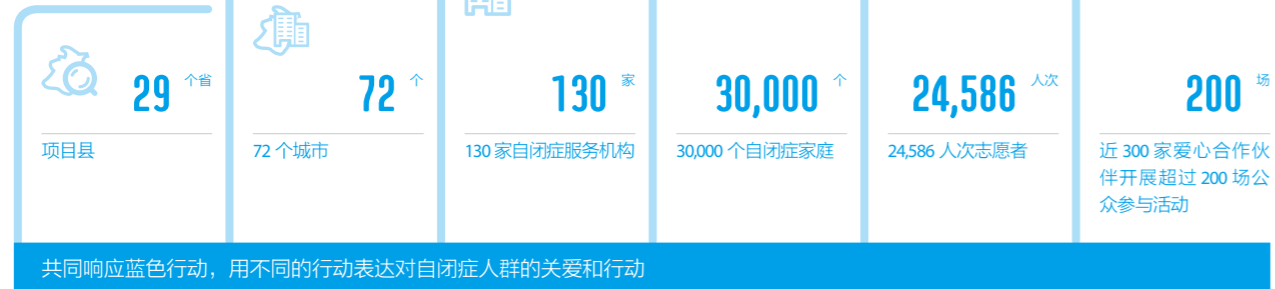 29 个省
项目县
72 个
72 个城市
130 家
130 家自闭症服务机构
30,000 个
30,000 个自闭症家庭
24,586 人次
24,586 人次志愿者
200 场
近 300 家爱心合作伙
伴开展超过 200 场公
众参与活动
共同响应蓝色行动，用不同的行动表达对自闭症人群的关爱和行动